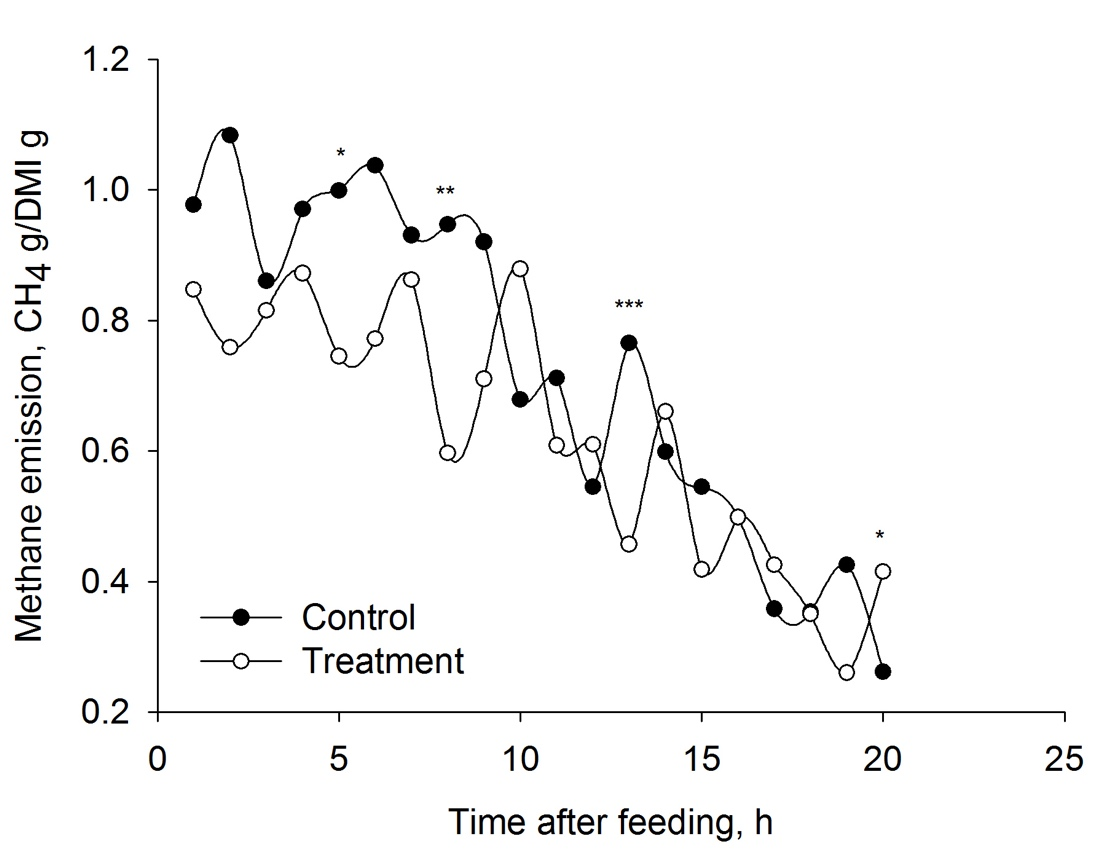 1.2
1.0
0.8
0.6
0.4
0.2
Methane emission, CH4 g/DMI g
*
**
***
*
Control
Treatment
0 5 10 15 20 25
Time after feeding, h